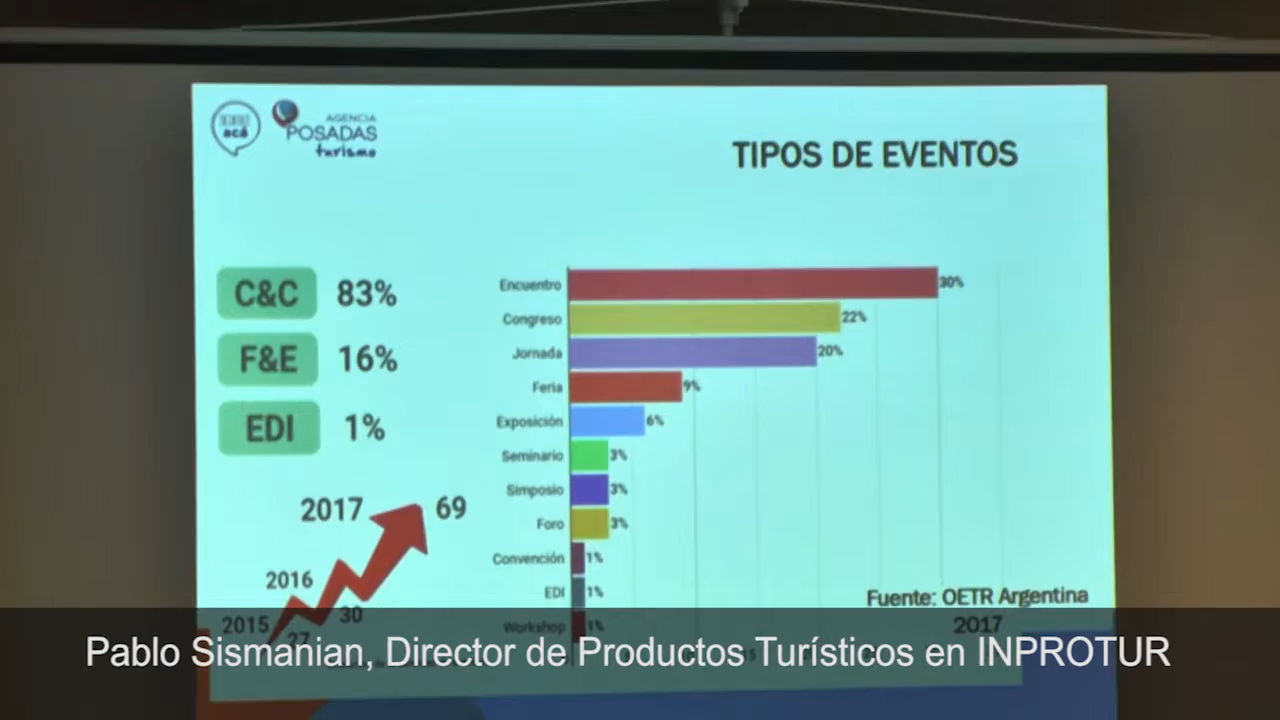 acá
AGENCIA
POSADAS
turismo
TIPOS DE EVENTOS
C&C 83%
F&E 16%
EDI 1%
2017 69
2016
30
2015
27
Encuentro 30%
Congreso 22%
Jornada 20%
Feria 9%
Exposición 6%
Seminario 3%
Simposio 3%
Foro 3%
Convención 1%
EDI 1%
Workshop 1%
Fuente: OETR Argentina
2017
Pablo Sismanian, Director de Productos Turísticos en INPROTUR